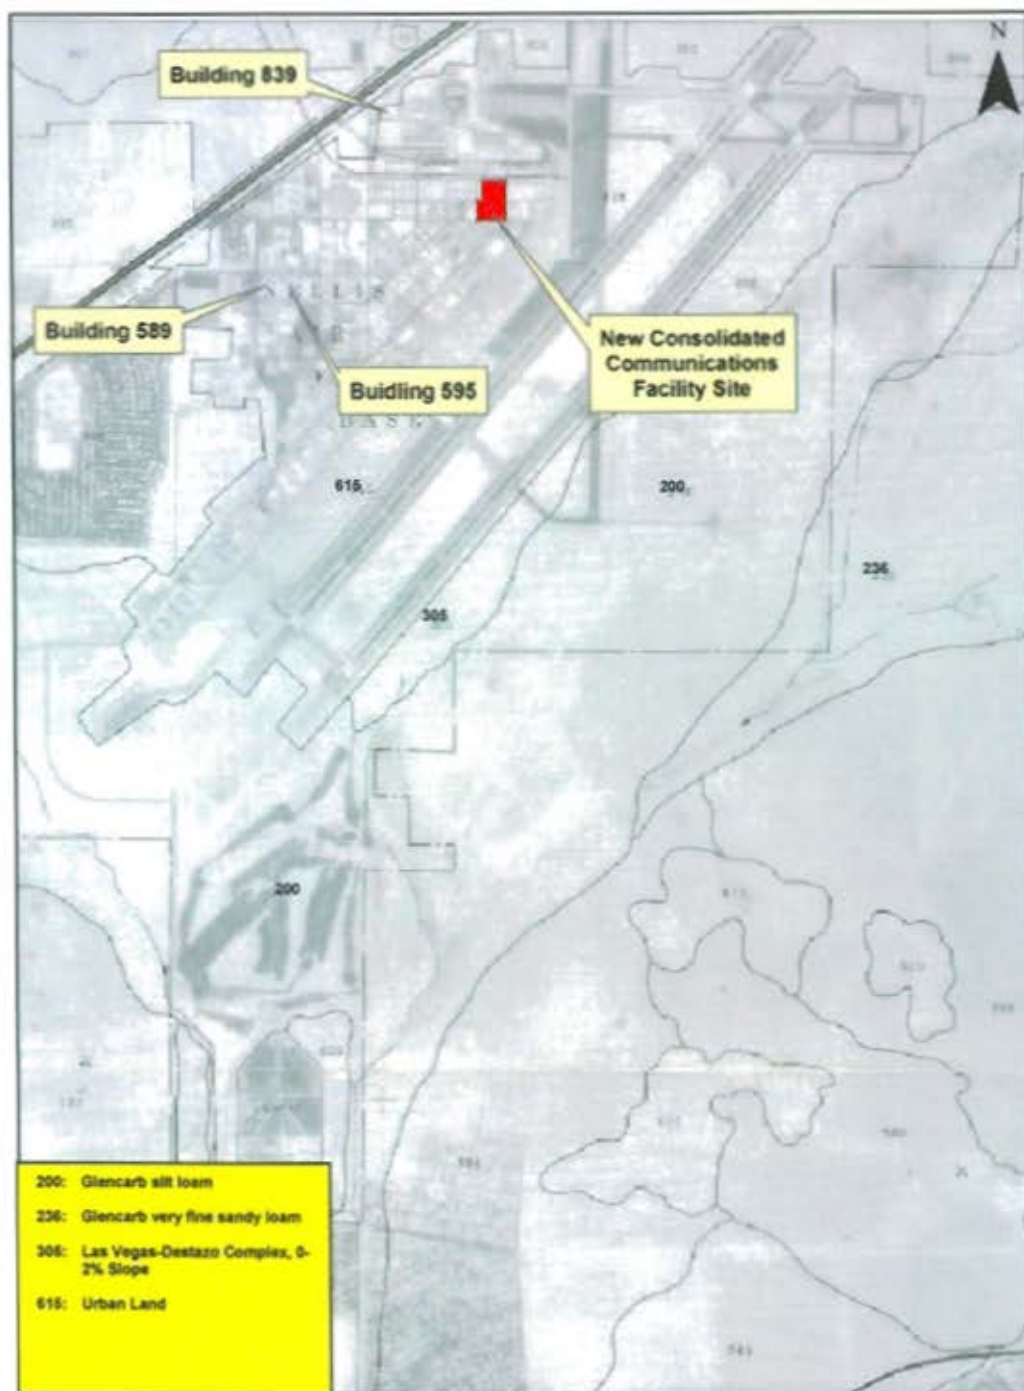 N
Building 839
Building 589
Buidling 595
New Consolidated
Communications
Facility Site
615
200
236
305
200
200: Glencarb silt loam
236: Glencarb very fine sandy loam
305: Las Vegas-Destazo Complex, 0-
2% Slope
615: Urban Land